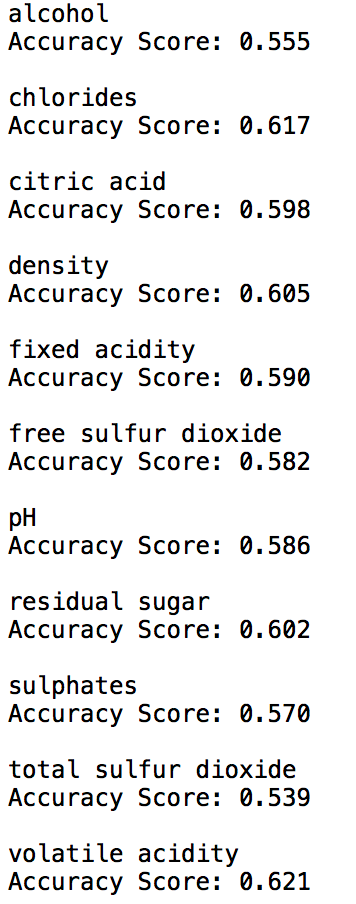 alcohol
Accuracy Score: 0.555
chlorides
Accuracy Score: 0.617
citric acid
Accuracy Score: 0.598
density
Accuracy Score: 0.605
fixed acidity
Accuracy Score: 0.590
free sulfur dioxide
Accuracy Score: 0.582
pH
Accuracy Score: 0.586
residual sugar
Accuracy Score: 0.602
sulphates
Accuracy Score: 0.570
total sulfur dioxide
Accuracy Score: 0.539
volatile acidity
Accuracy Score: 0.621